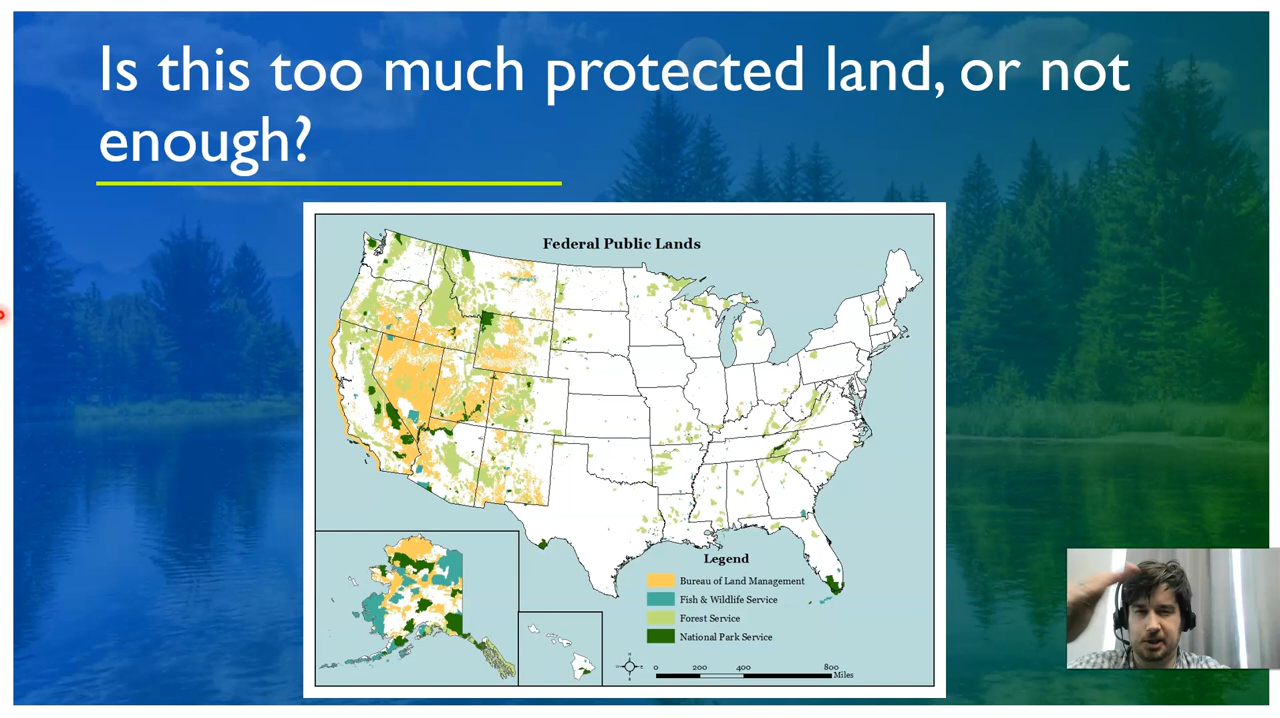 Is this too much protected land, or not
enough?
Federal Public Lands
Legend
Bureau of Land Management
Fish & Wildlife Service
Forest Service
National Park Service
N
W E
S
0 200 400 800
Miles